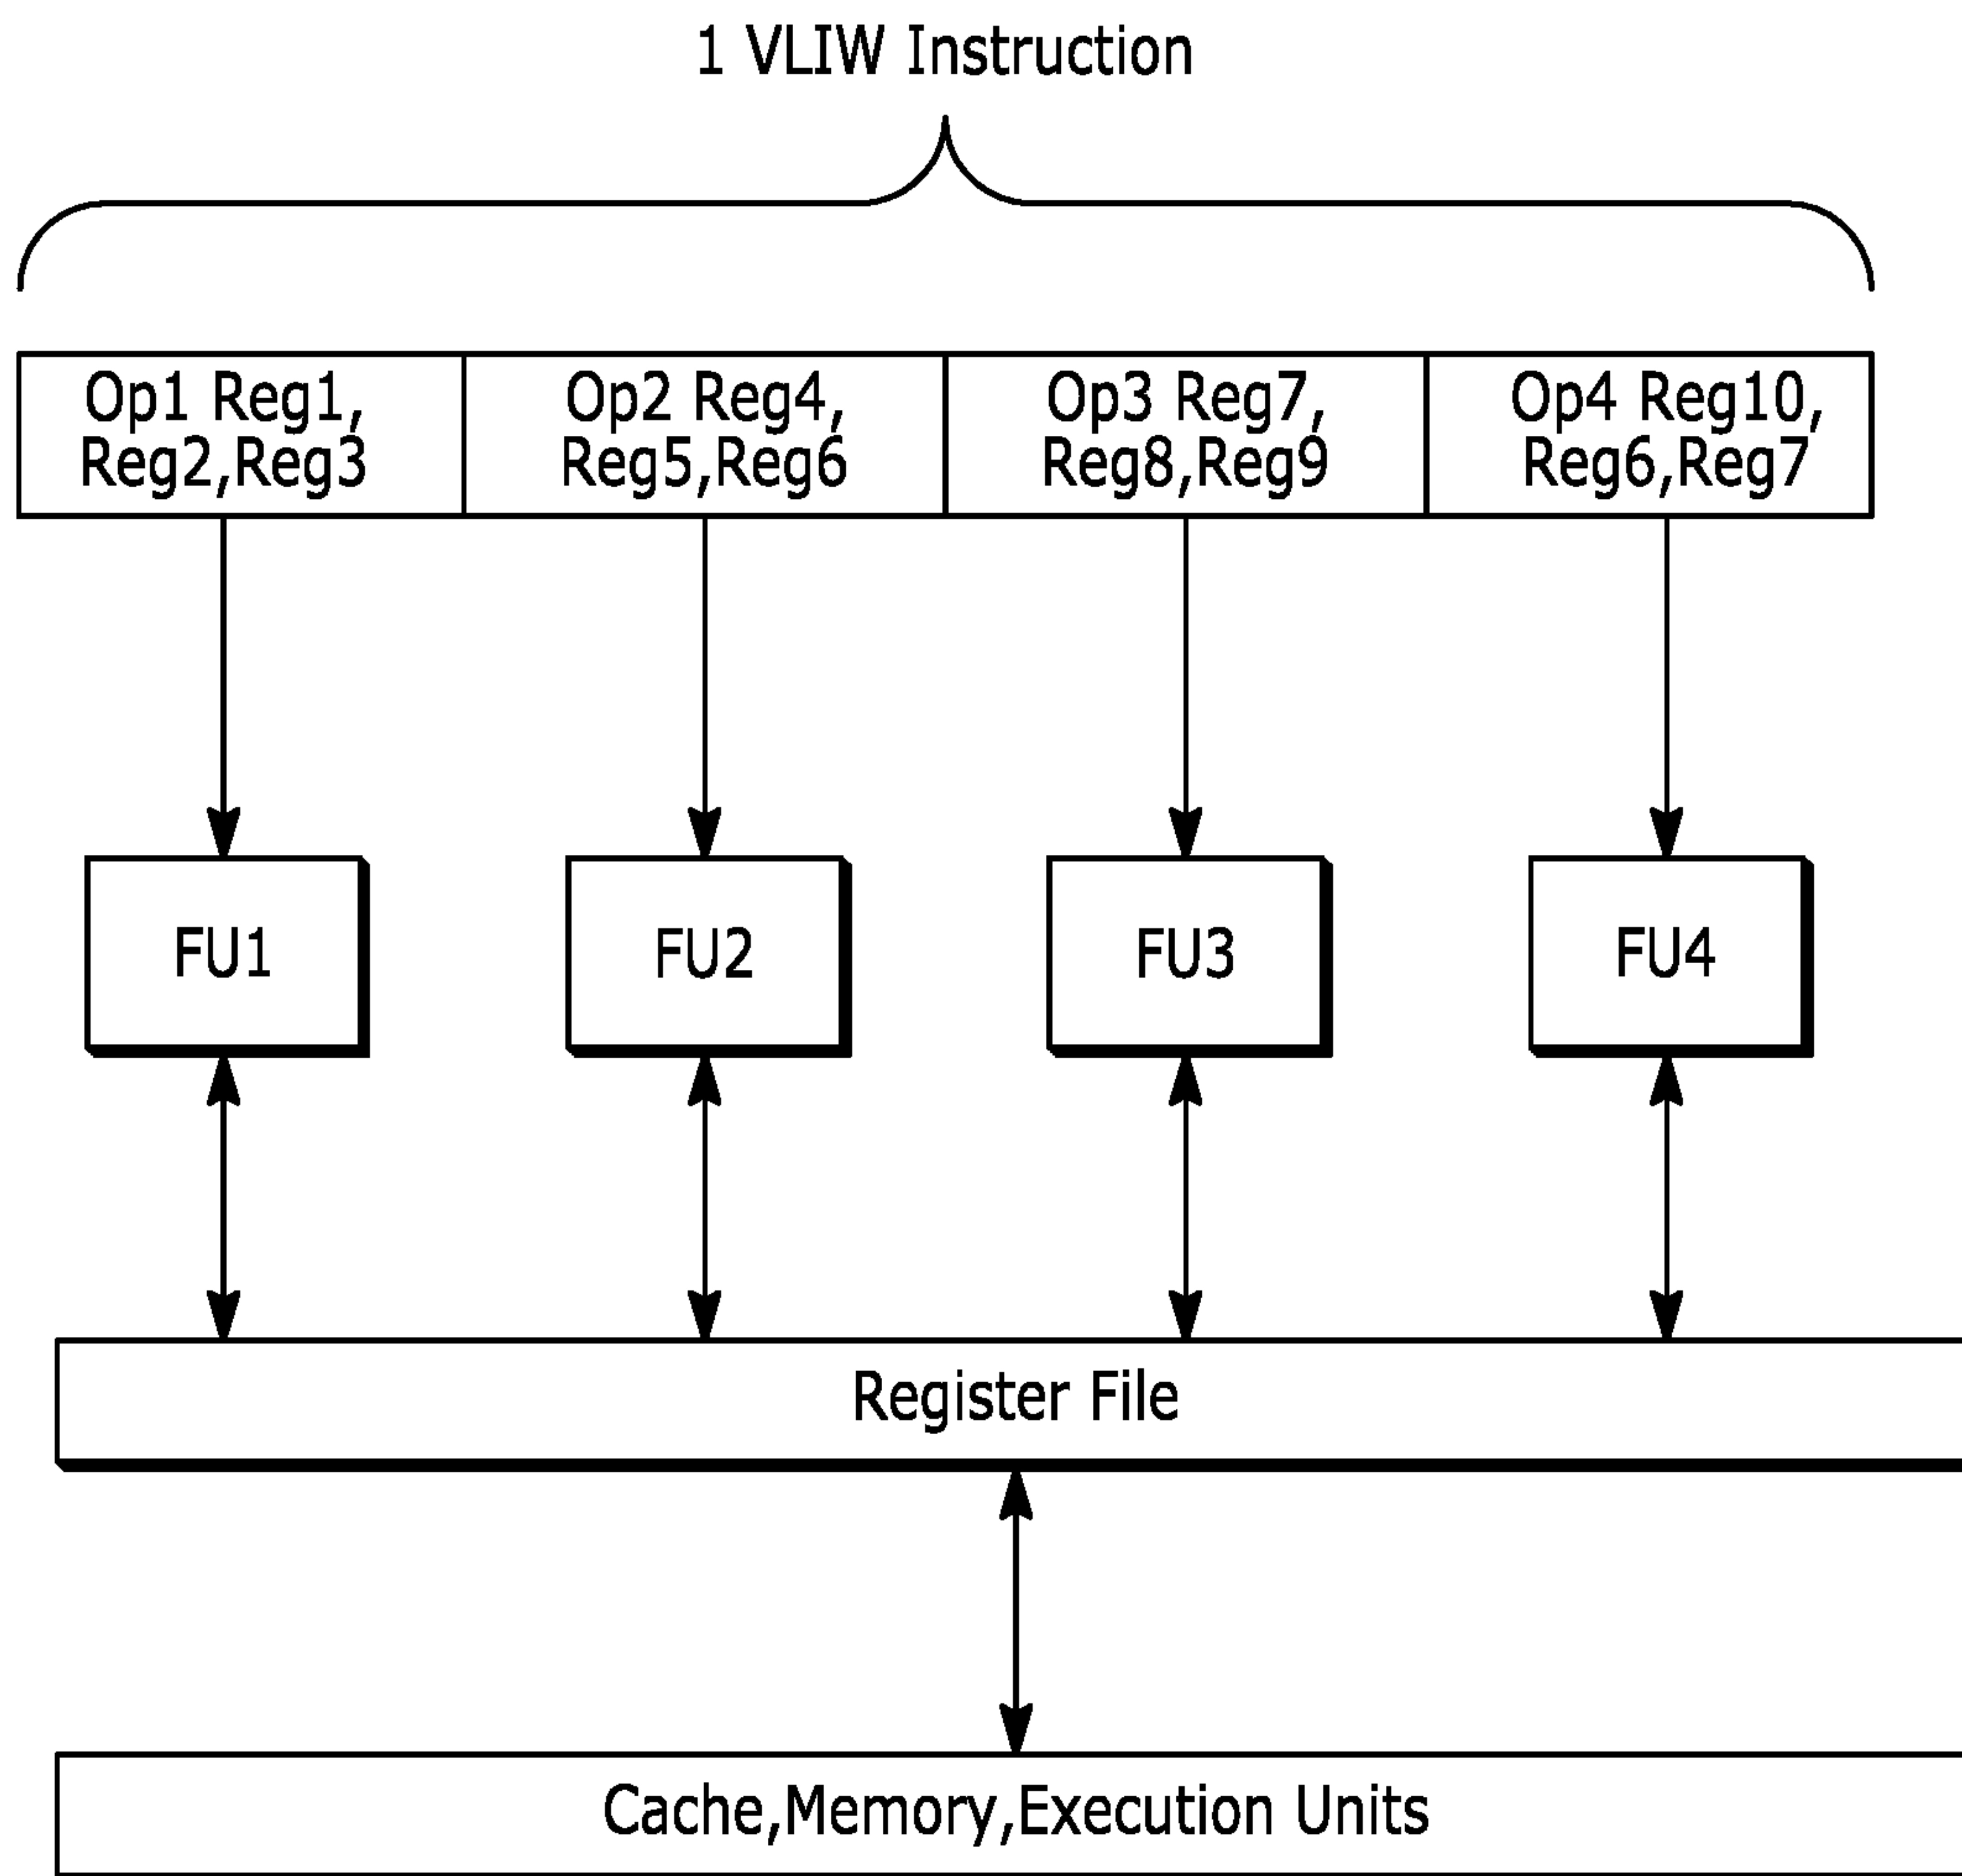 1 VLIW Instruction
Op1 Reg1,
Reg2,Reg3
Op2 Reg4,
Reg5,Reg6
Op3 Reg7,
Reg8,Reg9
Op4 Reg10,
Reg6,Reg7
FU1
FU2
FU3
FU4
Register File
Cache,Memory,Execution Units